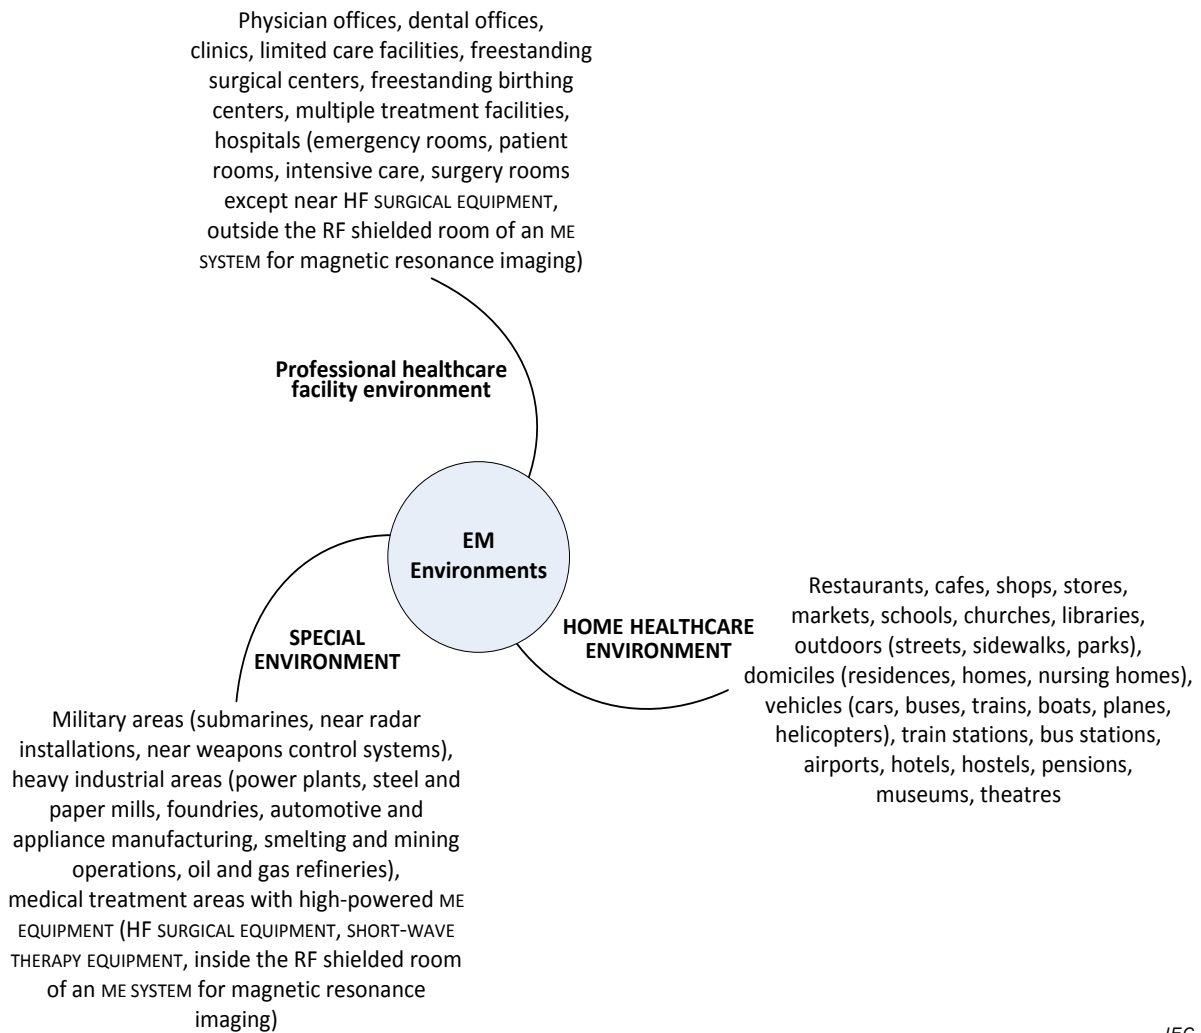 Physician offices, dental offices,
clinics, limited care facilities, freestanding
surgical centers, freestanding birthing
centers, multiple treatment facilities,
hospitals (emergency rooms, patient
rooms, intensive care, surgery rooms
except near HF SURGICAL EQUIPMENT,
outside the RF shielded room of an ME
SYSTEM for magnetic resonance imaging)
Professional healthcare
facility environment
EM
Environments
SPECIAL
ENVIRONMENT
HOME HEALTHCARE
ENVIRONMENT
Restaurants, cafes, shops, stores,
markets, schools, churches, libraries,
outdoors (streets, sidewalks, parks),
domiciles (residences, homes, nursing homes),
vehicles (cars, buses, trains, boats, planes,
helicopters), train stations, bus stations,
airports, hotels, hostels, pensions,
museums, theatres
Military areas (submarines, near radar
installations, near weapons control systems),
heavy industrial areas (power plants, steel and
paper mills, foundries, automotive and
appliance manufacturing, smelting and mining
operations, oil and gas refineries),
medical treatment areas with high-powered ME
EQUIPMENT (HF SURGICAL EQUIPMENT, SHORT-WAVE
THERAPY EQUIPMENT, inside the RF shielded room
of an ME SYSTEM for magnetic resonance
imaging)
IEC